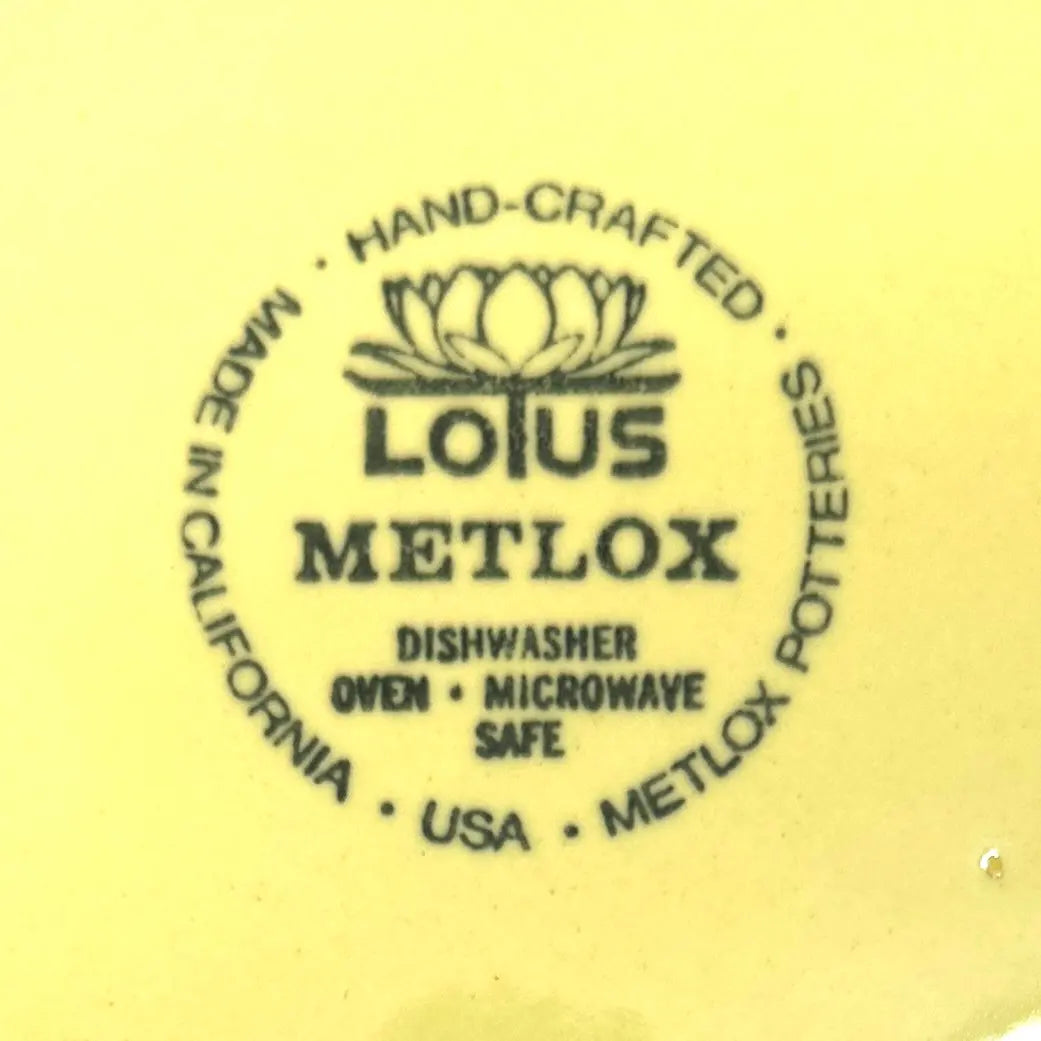 · HAND-CRAFTED ·
METLOX POTTERIES ·
USA ·
MADE IN CALIFORNIA
LOTUS
METLOX
DISHWASHER
OVEN · MICROWAVE
SAFE